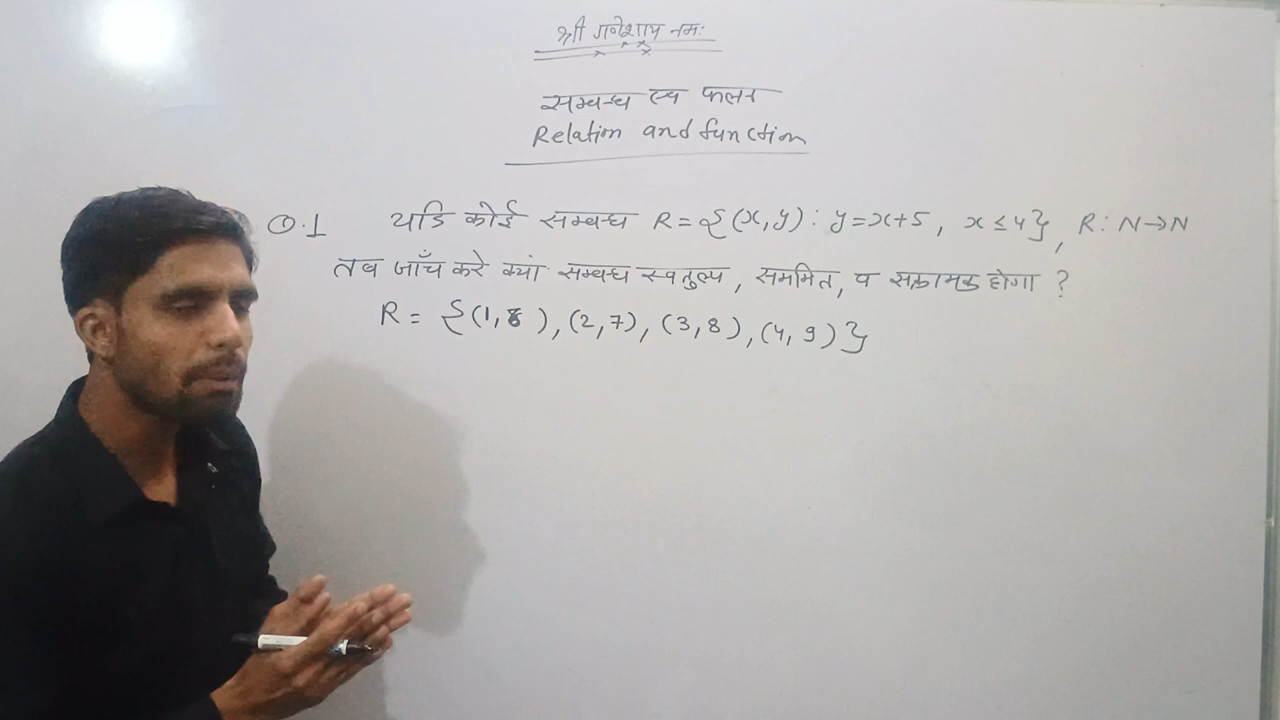 श्री गणेशाय नमः
सम्बन्ध एव फलन
Relation and function
Q.1 यदि कोई सम्बन्ध R = {(x,y) : y=x+5, x≤4}, R: N→N
तब जाँच करे क्यां सम्बन्ध स्वतुल्य, सममित, व सक्रामक होगा ?
R = {(1,6), (2,7), (3,8), (4,9)}